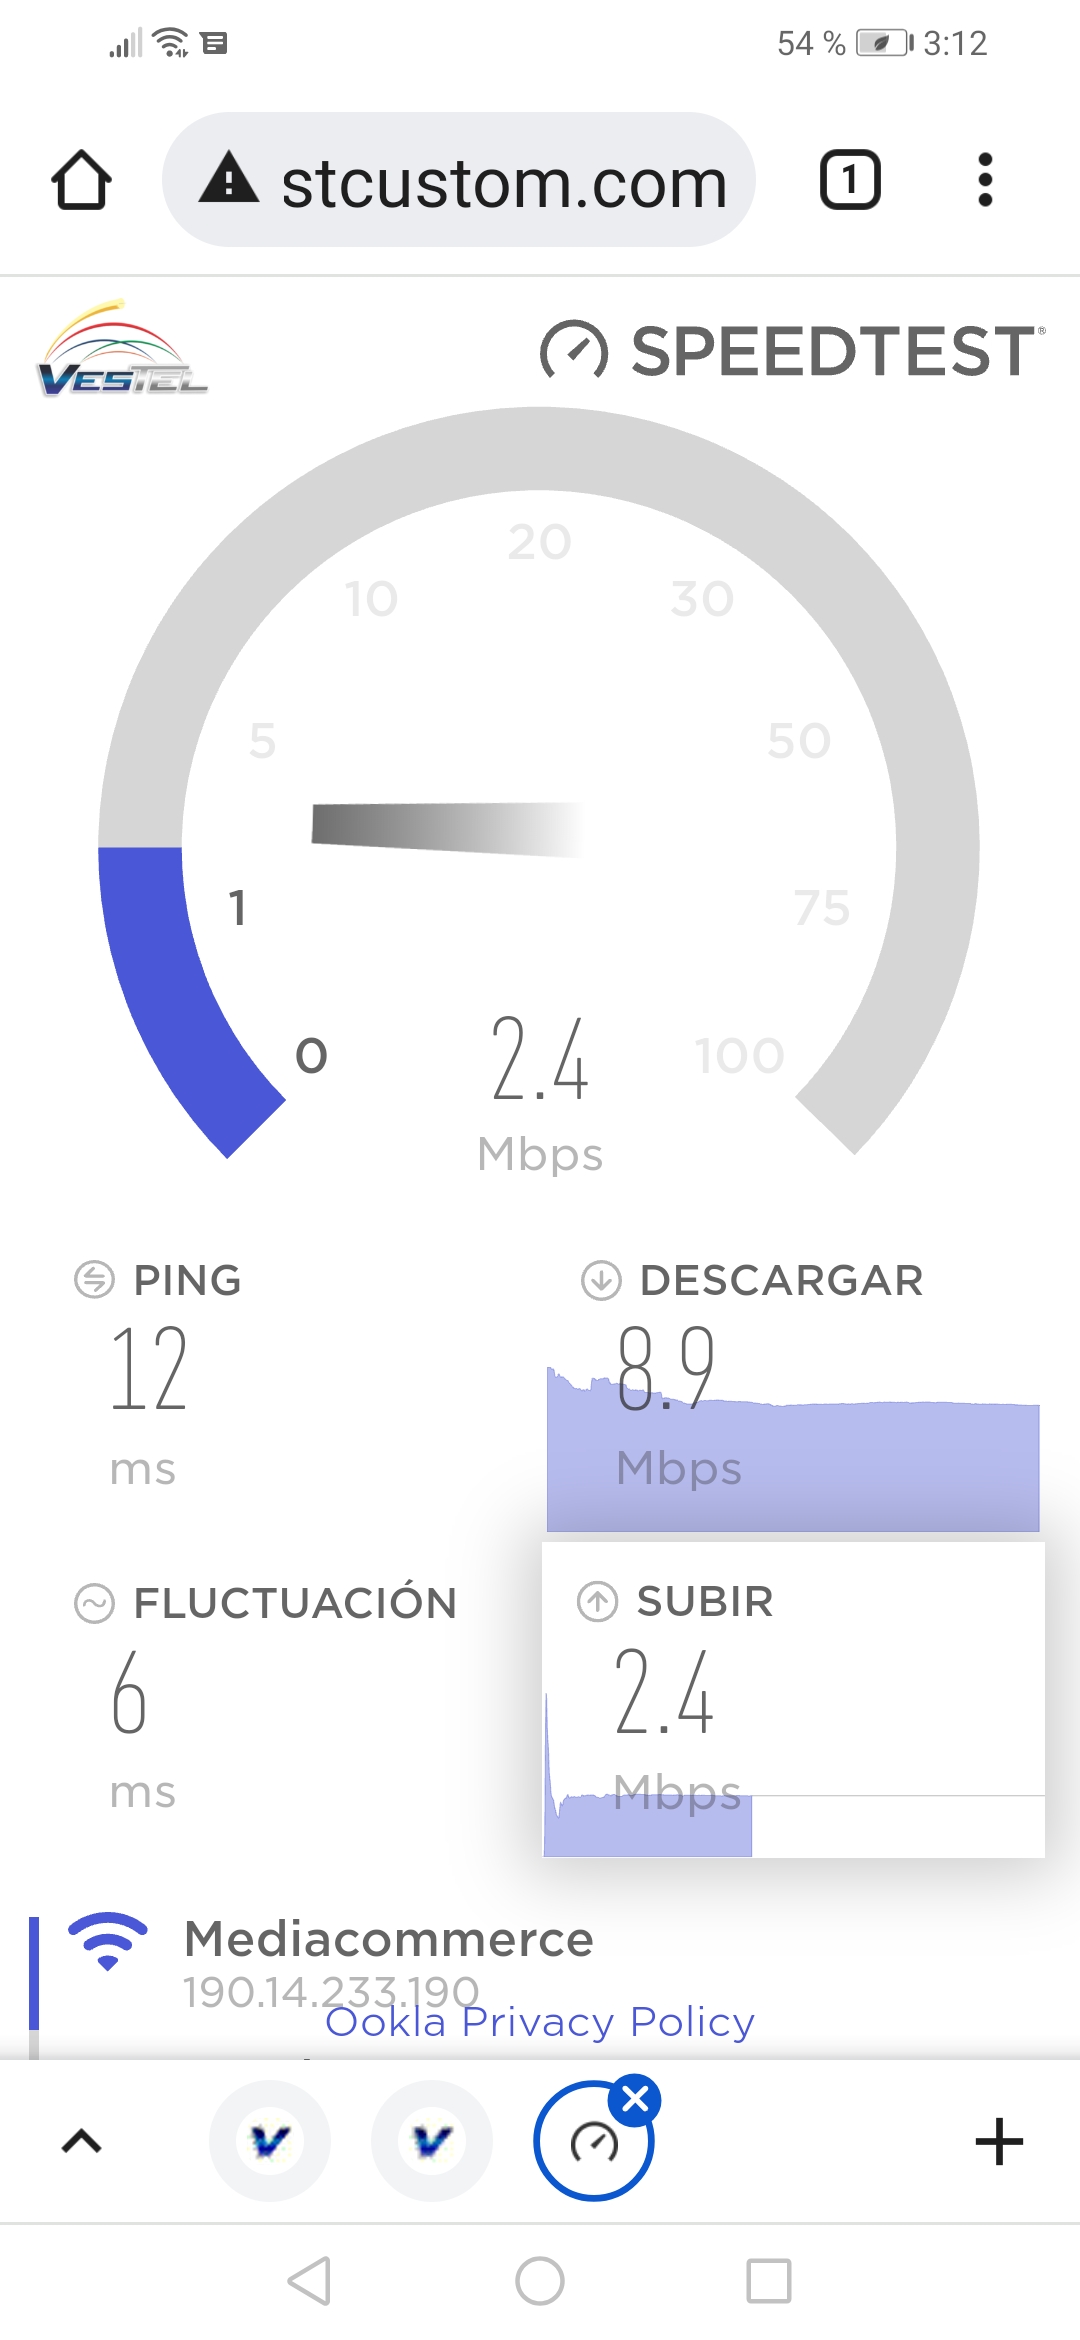 54 % 3:12
stcustom.com 1
VESTEL SPEEDTEST®
20
10 30
5 50
1 75
0 100
2.4
Mbps
PING DESCARGAR
12 8.9
ms Mbps
FLUCTUACIÓN SUBIR
6 2.4
ms Mbps
Mediacommerce
190.14.233.190
Ookla Privacy Policy
V V